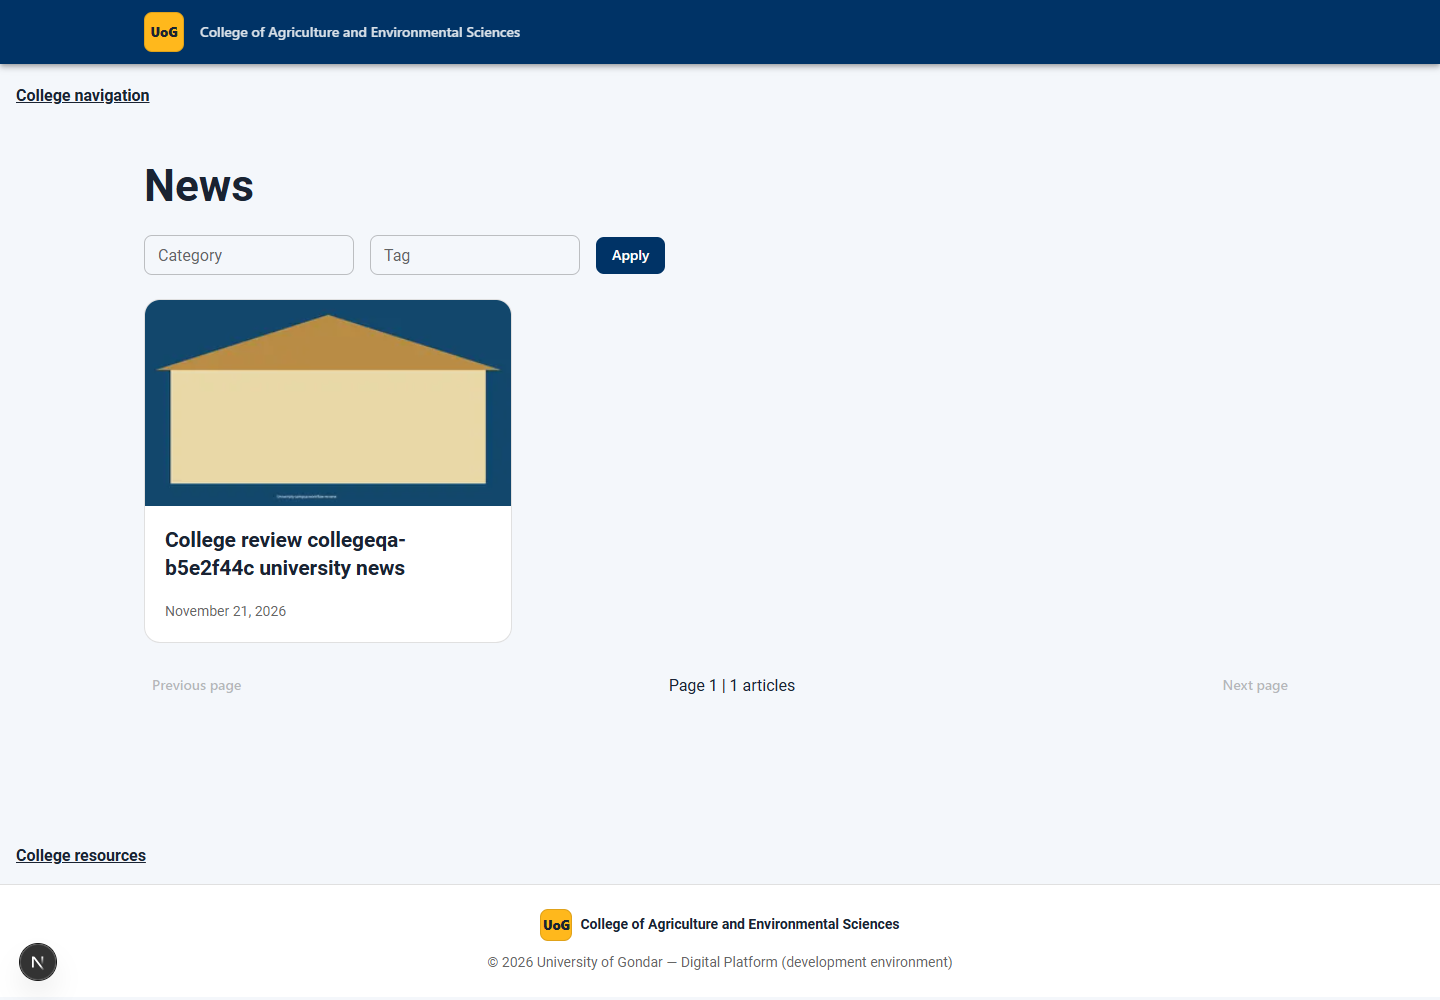 UoG
College of Agriculture and Environmental Sciences
College navigation
News
Category
Tag
Apply
College review collegeqa-
b5e2f44c university news
November 21, 2026
Previous page
Page 1 | 1 articles
Next page
College resources
UoG
College of Agriculture and Environmental Sciences
© 2026 University of Gondar — Digital Platform (development environment)
N